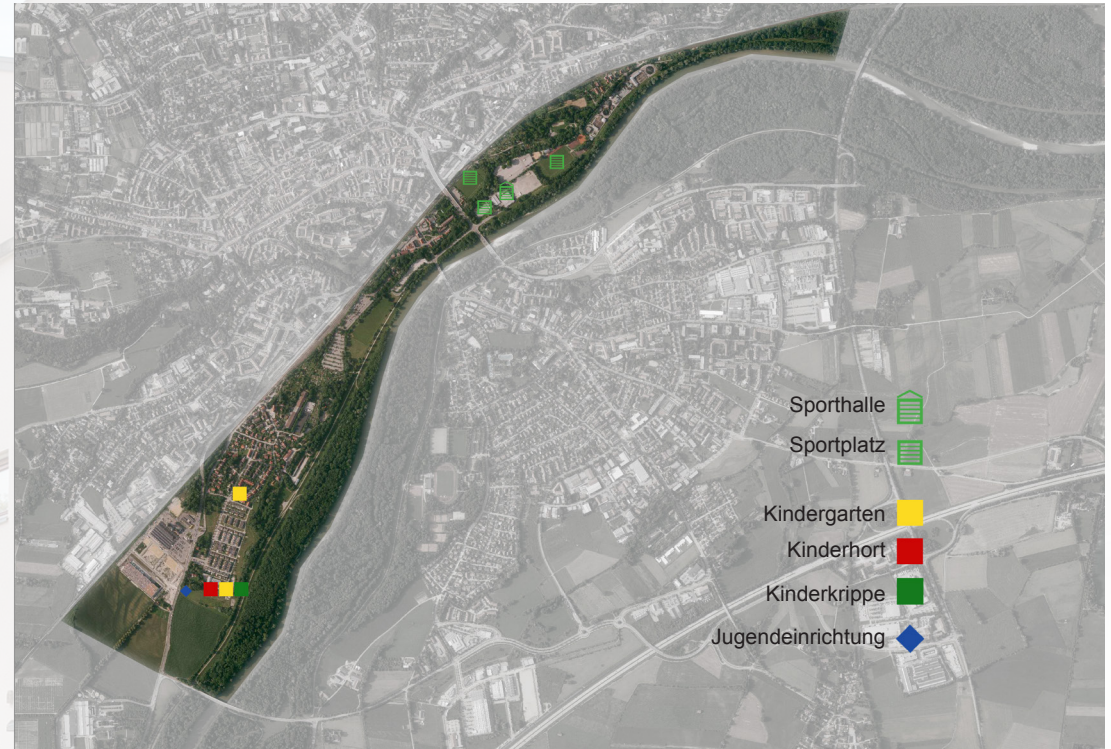 Sporthalle
Sportplatz
Kindergarten
Kinderhort
Kinderkrippe
Jugendeinrichtung